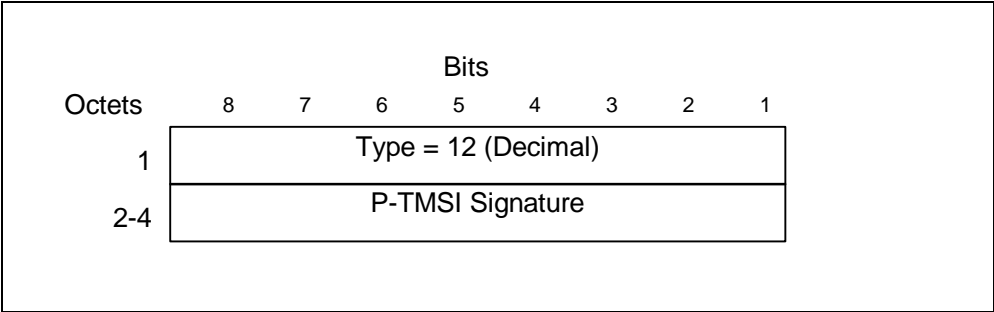 Bits
Octets 8 7 6 5 4 3 2 1
1 Type = 12 (Decimal)
2-4 P-TMSI Signature